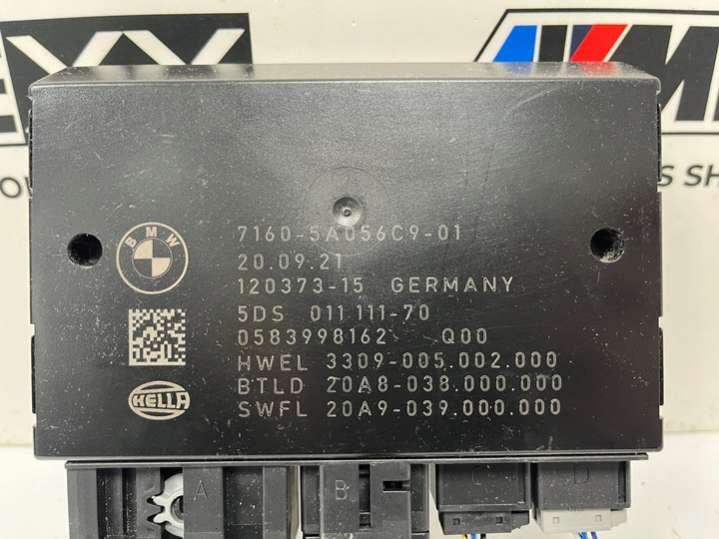 BMW
7160-5A056C9-01
20.09.21
120373-15 GERMANY
5DS 011 111-70
0583998162 Q00
HWEL 3309-005.002.000
BTLD 20A8-038.000.000
SWFL 20A9-039.000.000
HELLA
A B C D